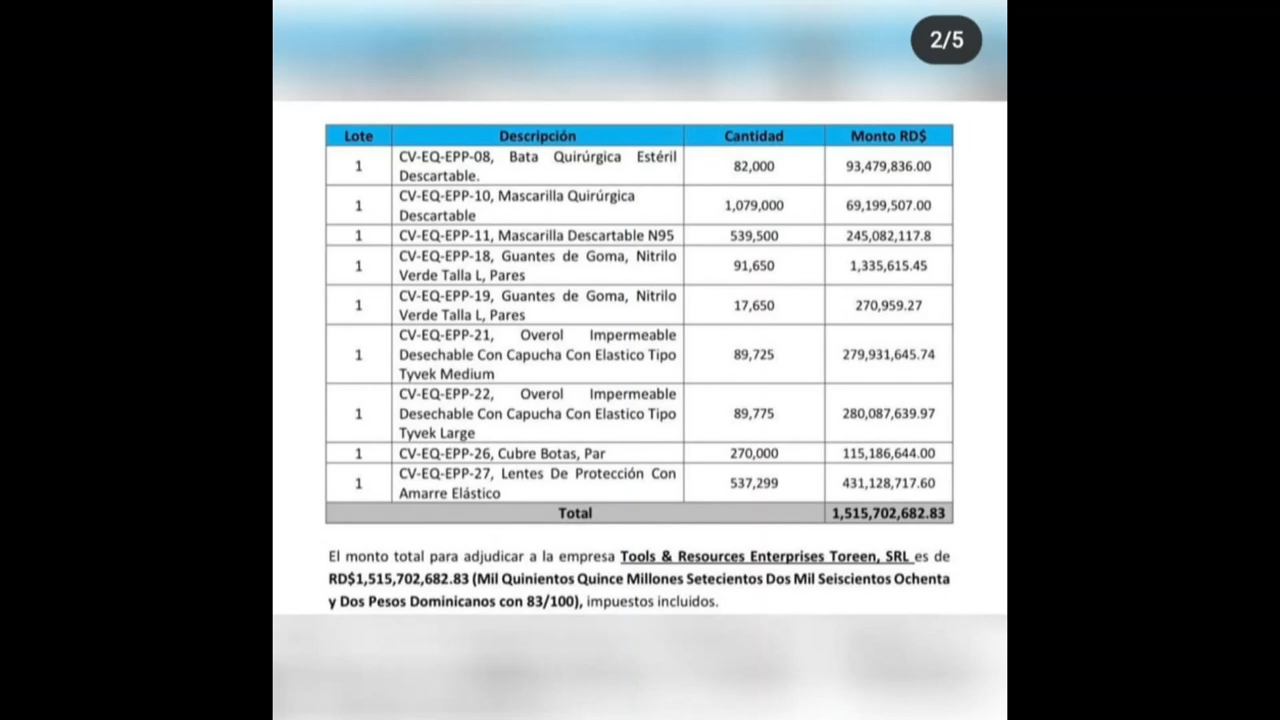 2/5
Lote Descripción Cantidad Monto RD$
1 CV-EQ-EPP-08, Bata Quirúrgica Estéril Descartable. 82,000 93,479,836.00
1 CV-EQ-EPP-10, Mascarilla Quirúrgica Descartable 1,079,000 69,199,507.00
1 CV-EQ-EPP-11, Mascarilla Descartable N95 539,500 245,082,117.8
1 CV-EQ-EPP-18, Guantes de Goma, Nitrilo Verde Talla L, Pares 91,650 1,335,615.45
1 CV-EQ-EPP-19, Guantes de Goma, Nitrilo Verde Talla L, Pares 17,650 270,959.27
1 CV-EQ-EPP-21, Overol Impermeable Desechable Con Capucha Con Elastico Tipo Tyvek Medium 89,725 279,931,645.74
1 CV-EQ-EPP-22, Overol Impermeable Desechable Con Capucha Con Elastico Tipo Tyvek Large 89,775 280,087,639.97
1 CV-EQ-EPP-26, Cubre Botas, Par 270,000 115,186,644.00
1 CV-EQ-EPP-27, Lentes De Protección Con Amarre Elástico 537,299 431,128,717.60
Total 1,515,702,682.83
El monto total para adjudicar a la empresa Tools & Resources Enterprises Toreen, SRL es de
RD$1,515,702,682.83 (Mil Quinientos Quince Millones Setecientos Dos Mil Seiscientos Ochenta
y Dos Pesos Dominicanos con 83/100), impuestos incluidos.